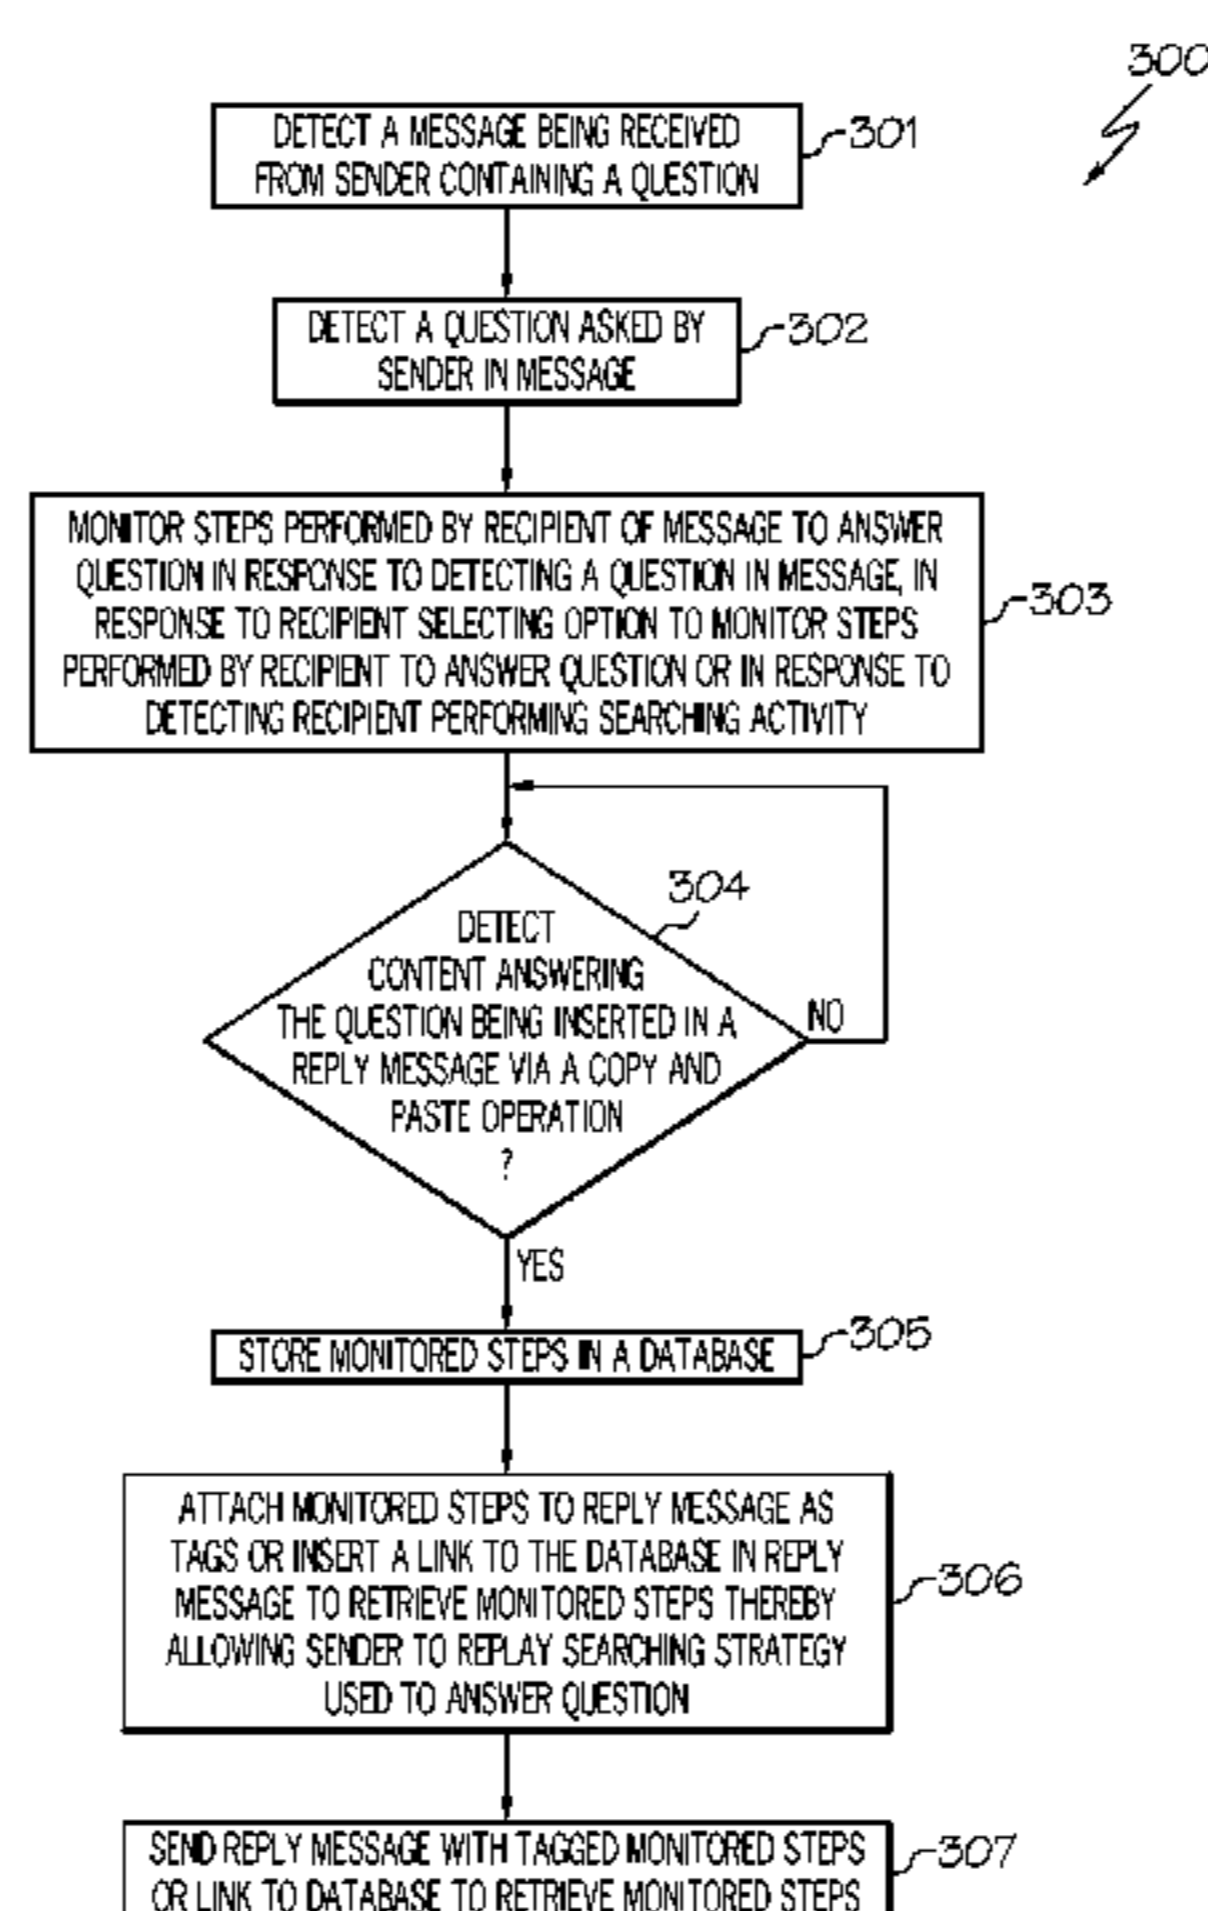 300
DETECT A MESSAGE BEING RECEIVED
FROM SENDER CONTAINING A QUESTION
301
DETECT A QUESTION ASKED BY
SENDER IN MESSAGE
302
MONITOR STEPS PERFORMED BY RECIPIENT OF MESSAGE TO ANSWER
QUESTION IN RESPONSE TO DETECTING A QUESTION IN MESSAGE, IN
RESPONSE TO RECIPIENT SELECTING OPTION TO MONITOR STEPS
PERFORMED BY RECIPIENT TO ANSWER QUESTION OR IN RESPONSE TO
DETECTING RECIPIENT PERFORMING SEARCHING ACTIVITY
303
304
DETECT
CONTENT ANSWERING
THE QUESTION BEING INSERTED IN A
REPLY MESSAGE VIA A COPY AND
PASTE OPERATION
?
NO
YES
STORE MONITORED STEPS IN A DATABASE
305
ATTACH MONITORED STEPS TO REPLY MESSAGE AS
TAGS OR INSERT A LINK TO THE DATABASE IN REPLY
MESSAGE TO RETRIEVE MONITORED STEPS THEREBY
ALLOWING SENDER TO REPLAY SEARCHING STRATEGY
USED TO ANSWER QUESTION
306
SEND REPLY MESSAGE WITH TAGGED MONITORED STEPS
OR LINK TO DATABASE TO RETRIEVE MONITORED STEPS
307